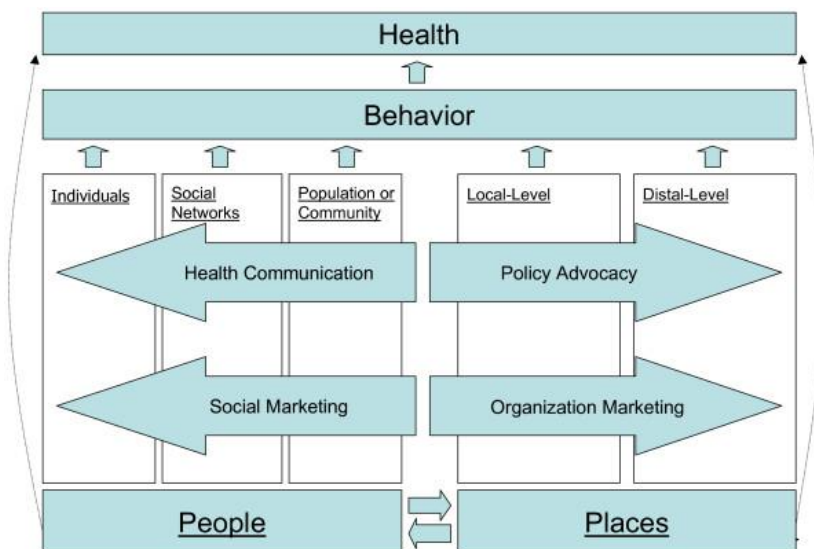 Health
Behavior
Individuals
Social
Networks
Population or
Community
Local-Level
Distal-Level
Health Communication
Policy Advocacy
Social Marketing
Organization Marketing
People
Places